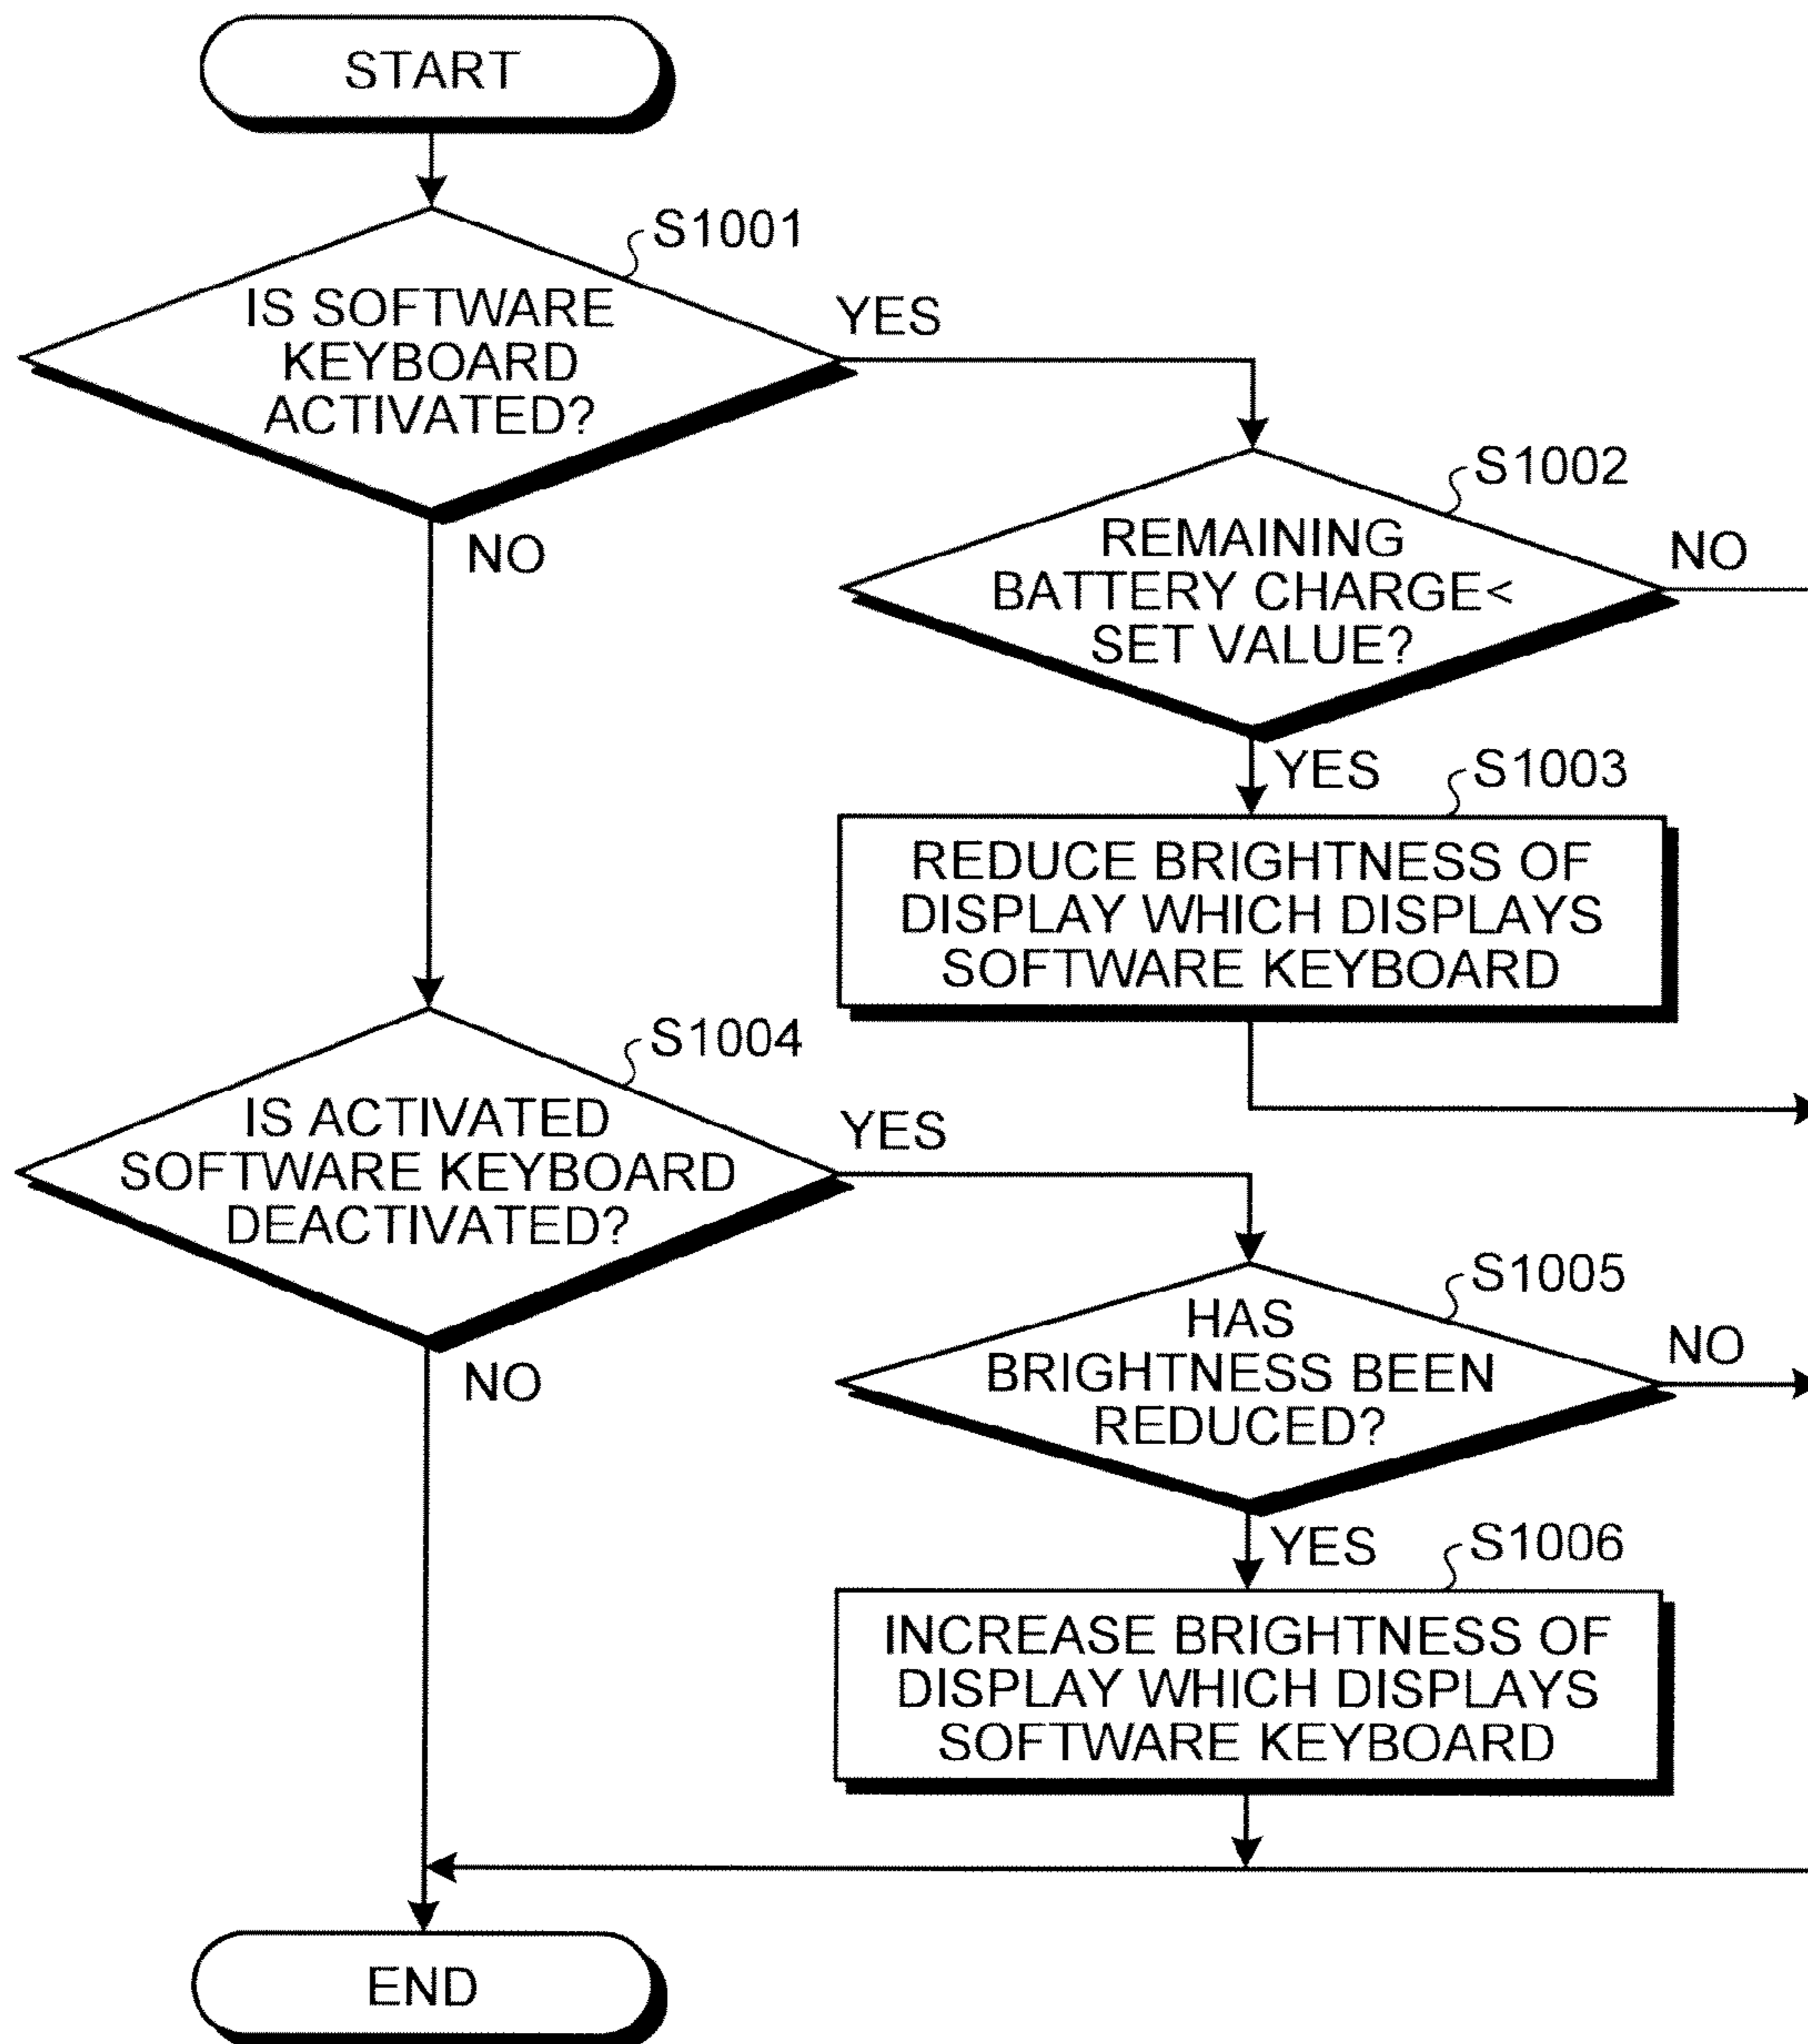 START
S1001
IS SOFTWARE
KEYBOARD
ACTIVATED?
YES
NO
S1002
REMAINING
BATTERY CHARGE<
SET VALUE?
NO
YES
S1003
REDUCE BRIGHTNESS OF
DISPLAY WHICH DISPLAYS
SOFTWARE KEYBOARD
S1004
IS ACTIVATED
SOFTWARE KEYBOARD
DEACTIVATED?
YES
NO
S1005
HAS
BRIGHTNESS BEEN
REDUCED?
NO
YES
S1006
INCREASE BRIGHTNESS OF
DISPLAY WHICH DISPLAYS
SOFTWARE KEYBOARD
END